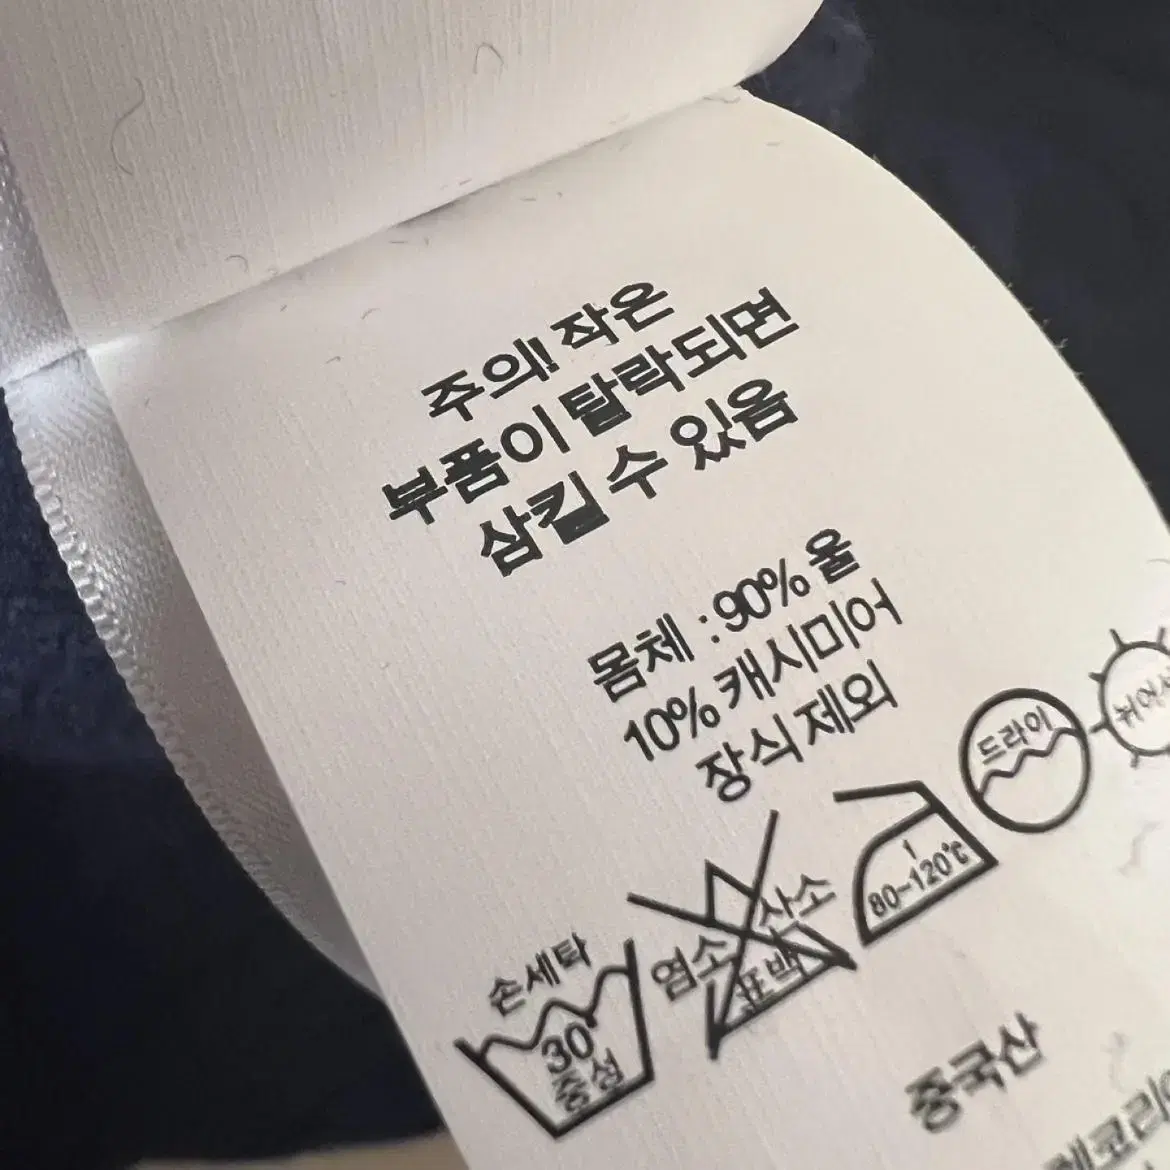 주의! 작은
부품이 탈락되면
삼킬 수 있음
몸체 : 90% 울
10% 캐시미어
장식 제외
손세탁
30°
중성
염소
산소
표백
1
80~120℃
드라이
중국산